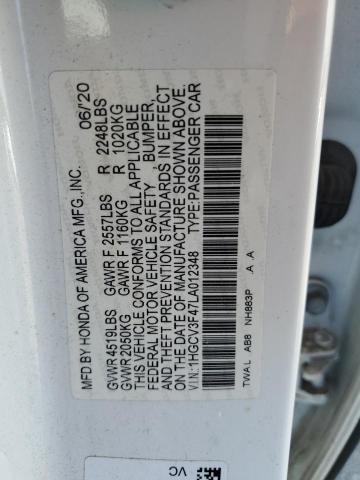 MFD BY HONDA OF AMERICA MFG., INC. 06/20
GVWR 4519LBS GAWR F 2557LBS R 2248LBS
GVWR 2050KG GAWR F 1160KG R 1020KG
THIS VEHICLE CONFORMS TO ALL APPLICABLE
FEDERAL MOTOR VEHICLE SAFETY BUMPER,
AND THEFT PREVENTION STANDARDS IN EFFECT ON
THE DATE OF MANUFACTURE SHOWN ABOVE.
V.I.N.:1HGCV3F47LA012348 TYPE:PASSENGER CAR
TWAL AB8 NH883P A A
VC